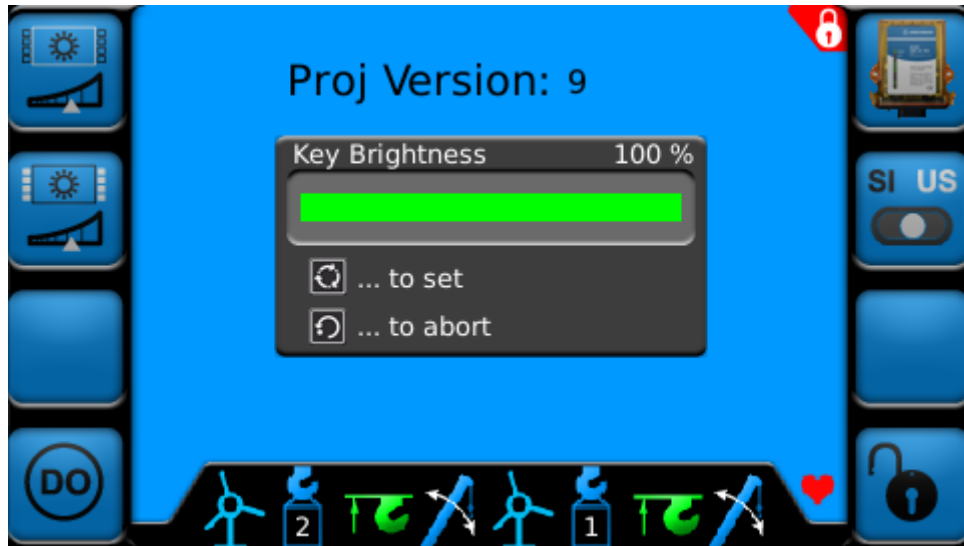 Proj Version: 9
Key Brightness 100 %
... to set
... to abort
SI US
DO
2
1